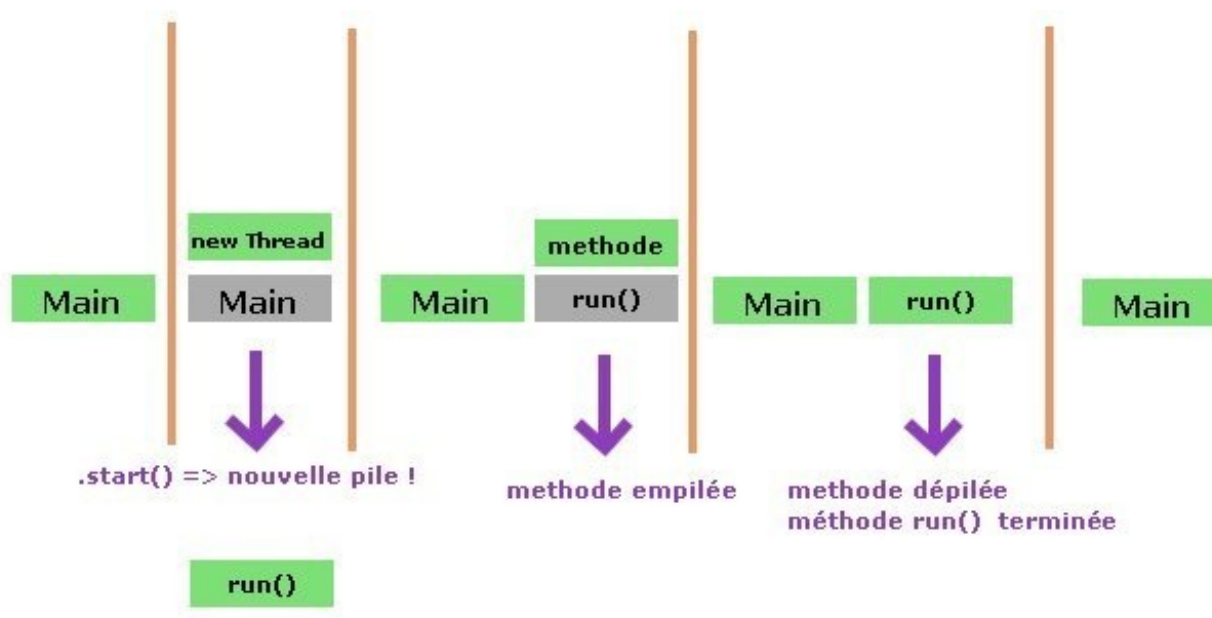 new Thread
methode
Main
Main
Main
run()
Main
run()
Main
.start() => nouvelle pile !
methode empilée
methode dépilée
méthode run() terminée
run()